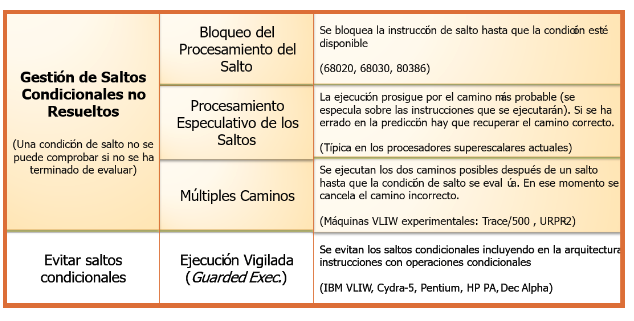 Gestión de Saltos
Condicionales no
Resueltos
(Una condición de salto no se
puede comprobar si no se ha
terminado de evaluar)
Bloqueo del
Procesamiento del
Salto
Se bloquea la instrucción de salto hasta que la condición esté
disponible
(68020, 68030, 80386)
Procesamiento
Especulativo de los
Saltos
La ejecución prosigue por el camino más probable (se
especula sobre las instrucciones que se ejecutarán). Si se ha
errado en la predicción hay que recuperar el camino correcto.
(Típica en los procesadores superescalares actuales)
Múltiples Caminos
Se ejecutan los dos caminos posibles después de un salto
hasta que la condición de salto se evalúa. En ese momento se
cancela el camino incorrecto.
(Máquinas VLIW experimentales: Trace/500 , URPR2)
Evitar saltos
condicionales
Ejecución Vigilada
(Guarded Exec.)
Se evitan los saltos condicionales incluyendo en la arquitectura
instrucciones con operaciones condicionales
(IBM VLIW, Cydra-5, Pentium, HP PA, Dec Alpha)